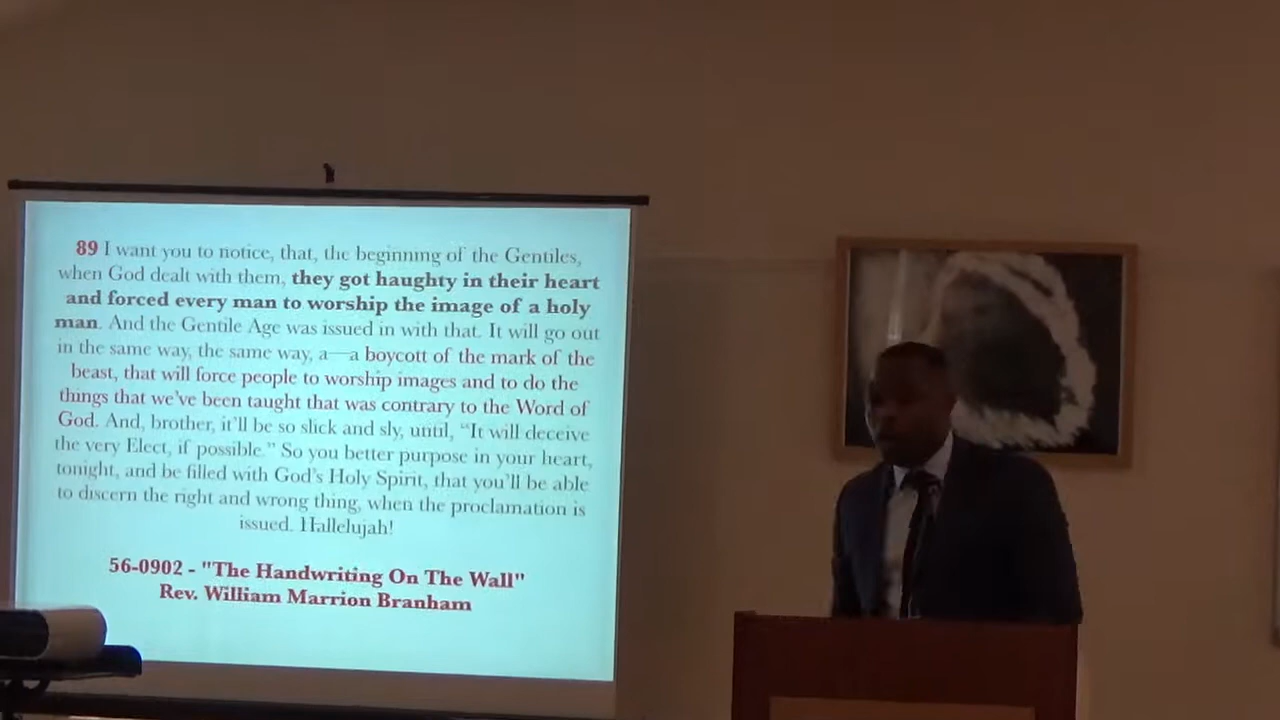 89 I want you to notice, that, the beginning of the Gentiles,
when God dealt with them, they got haughty in their heart
and forced every man to worship the image of a holy
man. And the Gentile Age was issued in with that. It will go out
in the same way, the same way, a—a boycott of the mark of the
beast, that will force people to worship images and to do the
things that we've been taught that was contrary to the Word of
God. And, brother, it'll be so slick and sly, until, “It will deceive
the very Elect, if possible.” So you better purpose in your heart,
tonight, and be filled with God's Holy Spirit, that you'll be able
to discern the right and wrong thing, when the proclamation is
issued. Hallelujah!
56-0902 - "The Handwriting On The Wall"
Rev. William Marrion Branham